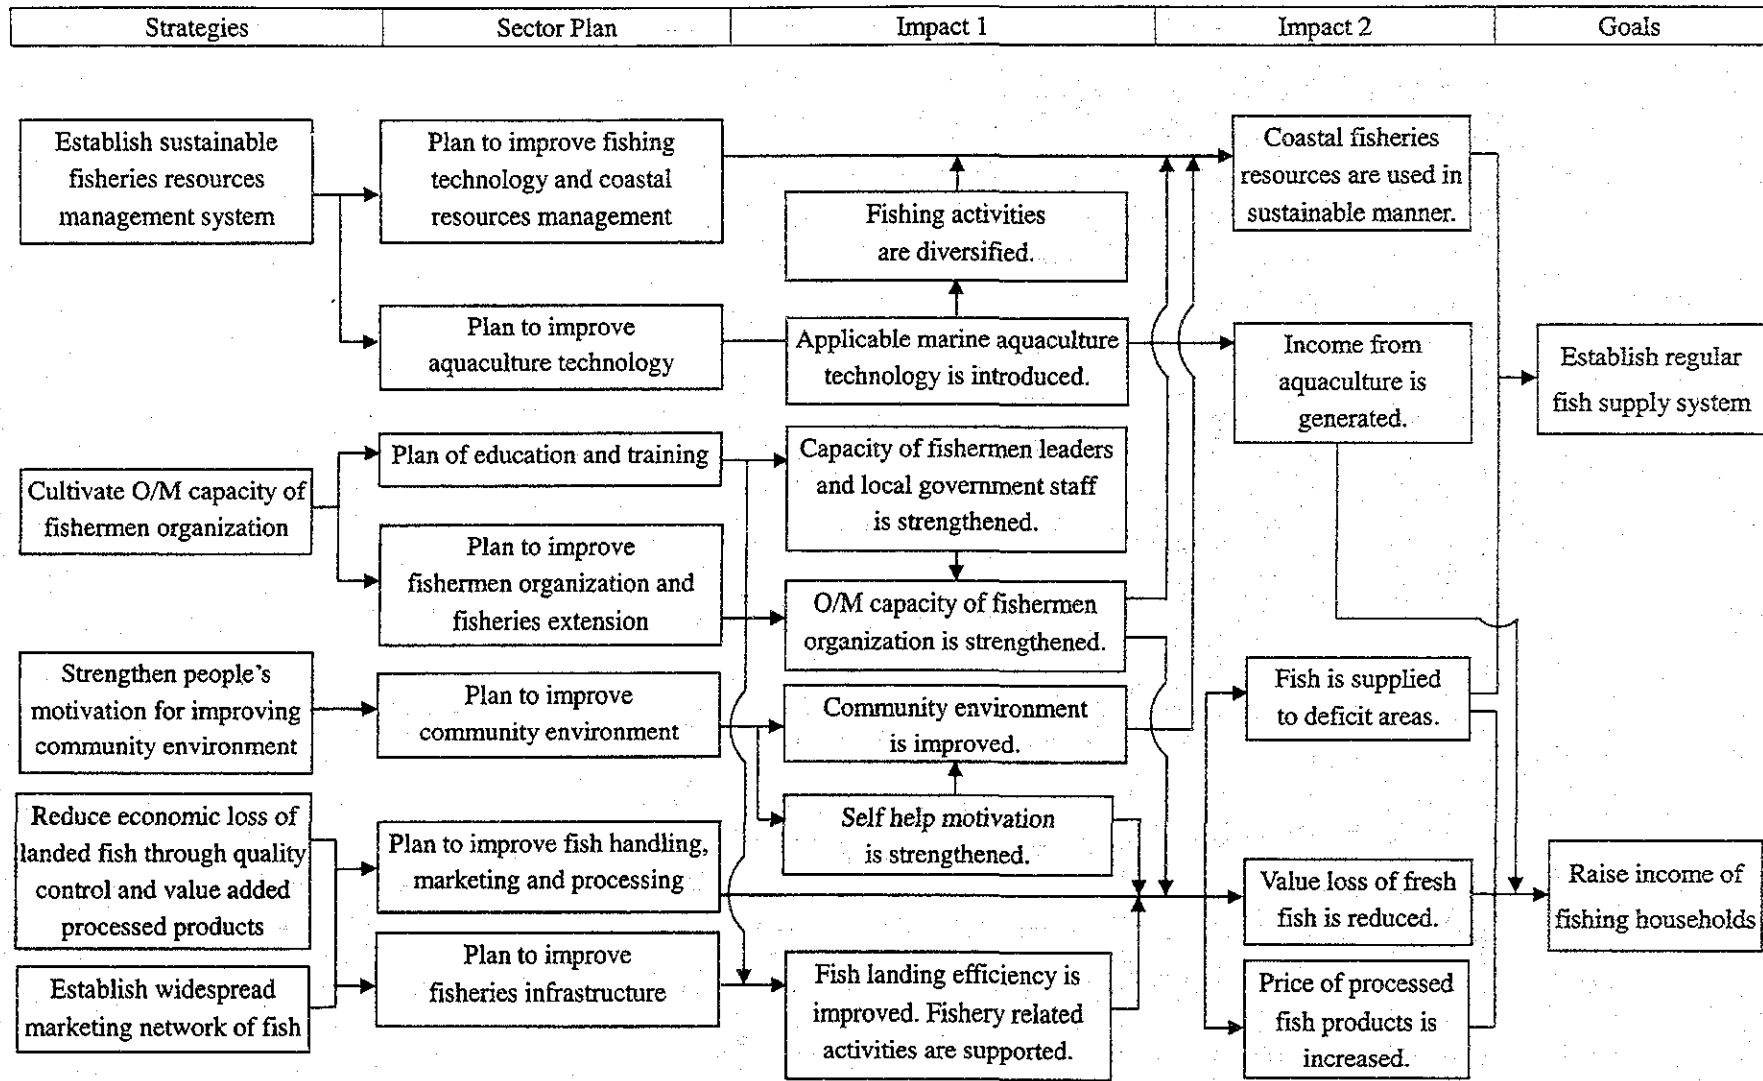 Strategies
Sector Plan
Impact 1
Impact 2
Goals
Establish sustainable
fisheries resources
management system
Cultivate O/M capacity of
fishermen organization
Strengthen people's
motivation for improving
community environment
Reduce economic loss of
landed fish through quality
control and value added
processed products
Establish widespread
marketing network of fish
Plan to improve fishing
technology and coastal
resources management
Plan to improve
aquaculture technology
Plan of education and training
Plan to improve
fishermen organization and
fisheries extension
Plan to improve
community environment
Plan to improve fish handling,
marketing and processing
Plan to improve
fisheries infrastructure
Fishing activities
are diversified.
Applicable marine aquaculture
technology is introduced.
Capacity of fishermen leaders
and local government staff
is strengthened.
O/M capacity of fishermen
organization is strengthened.
Community environment
is improved.
Self help motivation
is strengthened.
Fish landing efficiency is
improved. Fishery related
activities are supported.
Coastal fisheries
resources are used in
sustainable manner.
Income from
aquaculture is
generated.
Fish is supplied
to deficit areas.
Value loss of fresh
fish is reduced.
Price of processed
fish products is
increased.
Establish regular
fish supply system
Raise income of
fishing households